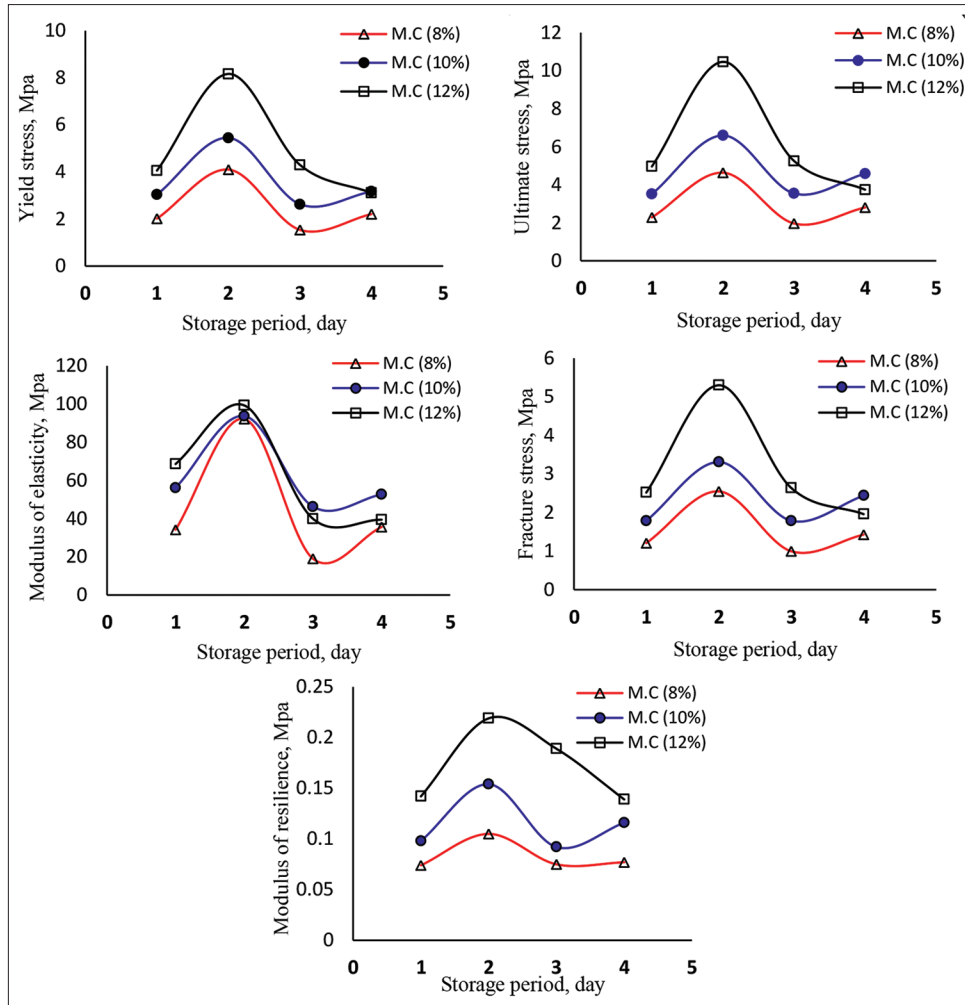 Yield stress, Mpa
10
8
6
4
2
0
0 1 2 3 4 5
Storage period, day
M.C (8%)
M.C (10%)
M.C (12%)
Ultimate stress, Mpa
12
10
8
6
4
2
0
0 1 2 3 4 5
Storage period, day
M.C (8%)
M.C (10%)
M.C (12%)
Modulus of elasticity, Mpa
120
100
80
60
40
20
0
0 1 2 3 4 5
Storage period, day
M.C (8%)
M.C (10%)
M.C (12%)
Fracture stress, Mpa
6
5
4
3
2
1
0
0 1 2 3 4 5
Storage period, day
M.C (8%)
M.C (10%)
M.C (12%)
Modulus of resilience, Mpa
0.25
0.2
0.15
0.1
0.05
0
0 1 2 3 4 5
Storage period, day
M.C (8%)
M.C (10%)
M.C (12%)